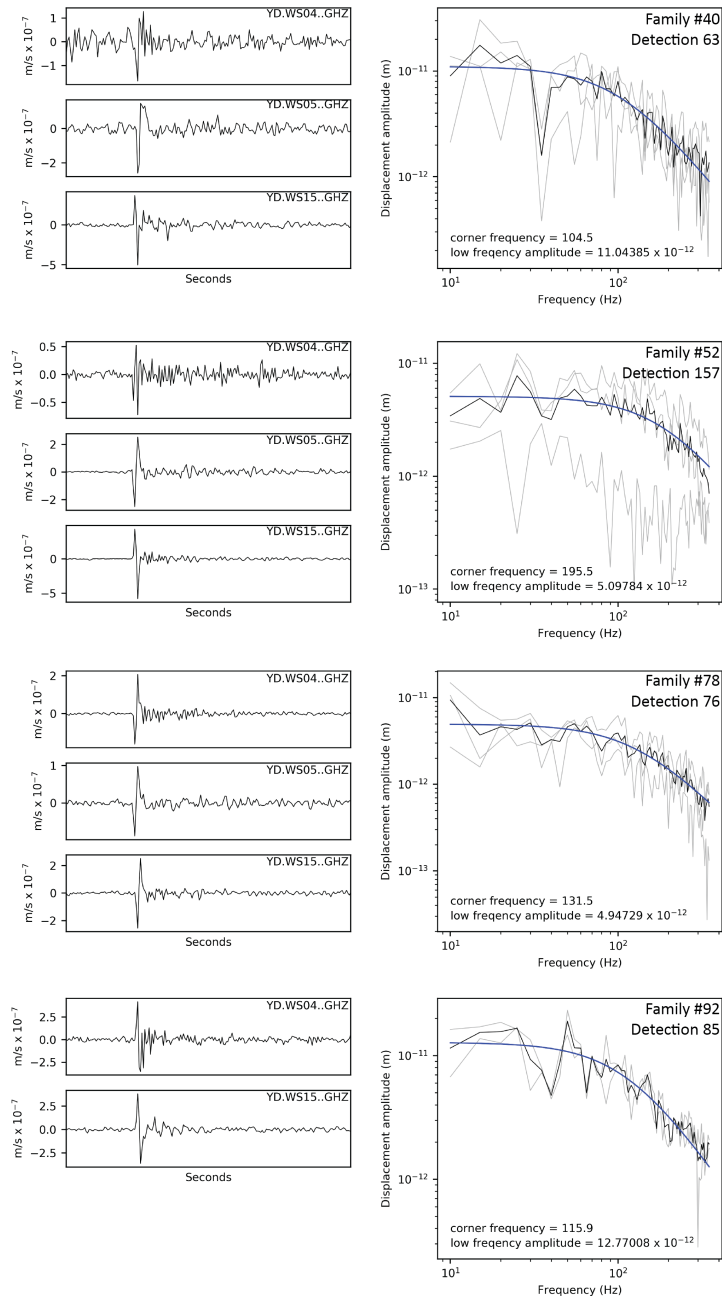 YD.WS04..GHZ
m/s x 10⁻⁷
1
0
−1
YD.WS05..GHZ
m/s x 10⁻⁷
0
−2
YD.WS15..GHZ
m/s x 10⁻⁷
0
−5
Seconds
Family #40
Detection 63
Displacement amplitude (m)
10⁻¹¹
10⁻¹²
corner frequency = 104.5
low freqency amplitude = 11.04385 x 10⁻¹²
10¹
10²
Frequency (Hz)
YD.WS04..GHZ
m/s x 10⁻⁷
0.5
0.0
−0.5
YD.WS05..GHZ
m/s x 10⁻⁷
2
0
−2
YD.WS15..GHZ
m/s x 10⁻⁷
0
−5
Seconds
Family #52
Detection 157
Displacement amplitude (m)
10⁻¹¹
10⁻¹²
10⁻¹³
corner frequency = 195.5
low freqency amplitude = 5.09784 x 10⁻¹²
10¹
10²
Frequency (Hz)
YD.WS04..GHZ
m/s x 10⁻⁷
2
0
YD.WS05..GHZ
m/s x 10⁻⁷
1
0
YD.WS15..GHZ
m/s x 10⁻⁷
2
0
−2
Seconds
Family #78
Detection 76
Displacement amplitude (m)
10⁻¹¹
10⁻¹²
10⁻¹³
corner frequency = 131.5
low freqency amplitude = 4.94729 x 10⁻¹²
10¹
10²
Frequency (Hz)
YD.WS04..GHZ
m/s x 10⁻⁷
2.5
0.0
−2.5
YD.WS15..GHZ
m/s x 10⁻⁷
2.5
0.0
−2.5
Seconds
Family #92
Detection 85
Displacement amplitude (m)
10⁻¹¹
10⁻¹²
corner frequency = 115.9
low freqency amplitude = 12.77008 x 10⁻¹²
10¹
10²
Frequency (Hz)